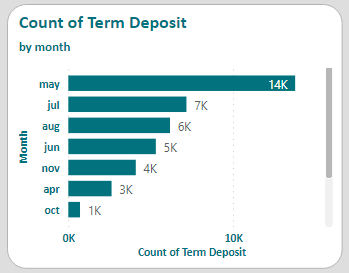 Count of Term Deposit
by month
Month
may 14K
jul 7K
aug 6K
jun 5K
nov 4K
apr 3K
oct 1K
0K 10K
Count of Term Deposit